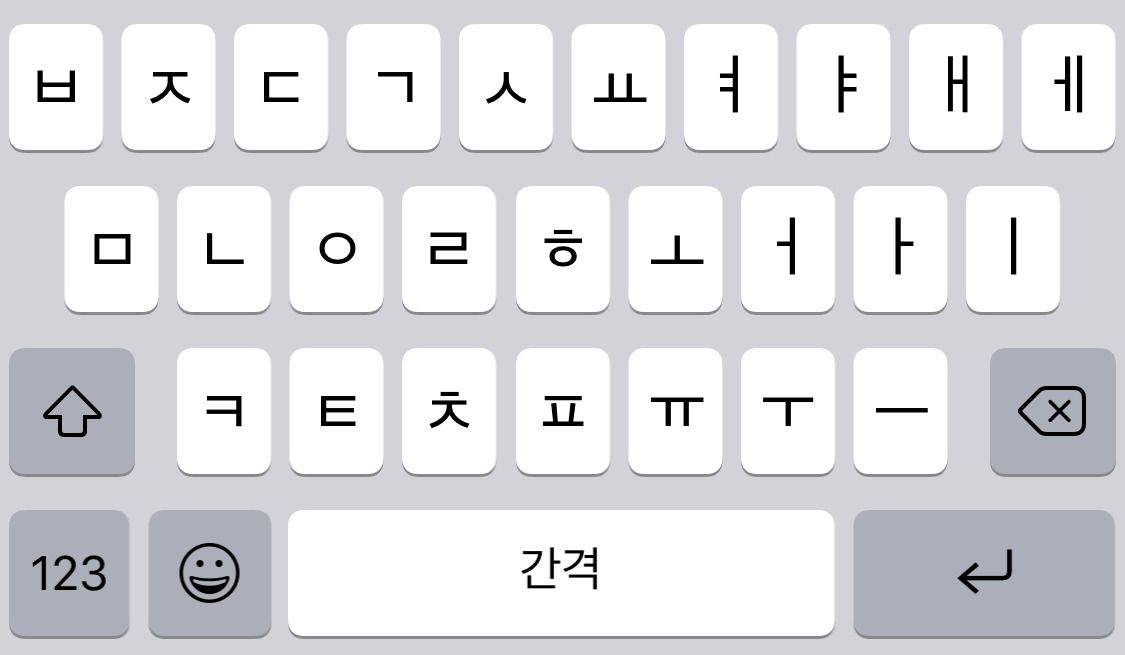 ㅂ ㅈ ㄷ ㄱ ㅅ ㅛ ㅕ ㅑ ㅐ ㅔ
ㅁ ㄴ ㅇ ㄹ ㅎ ㅗ ㅓ ㅏ ㅣ
ㅋ ㅌ ㅊ ㅍ ㅠ ㅜ ㅡ
123 간격